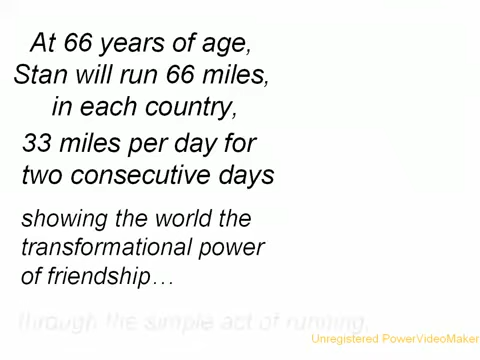 At 66 years of age,
Stan will run 66 miles,
in each country,
33 miles per day for
two consecutive days
showing the world the
transformational power
of friendship…
through the simple act of running,
Unregistered PowerVideoMaker